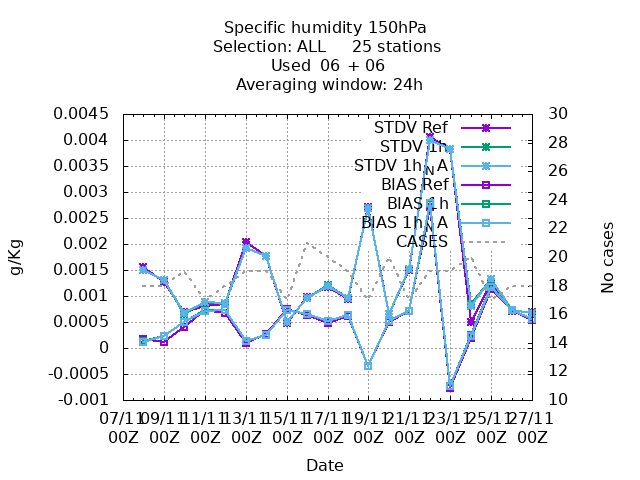 Specific humidity 150hPa
Selection: ALL 25 stations
Used 06 + 06
Averaging window: 24h
0.0045
0.004
0.0035
0.003
0.0025
0.002
0.0015
0.001
0.0005
0
-0.0005
-0.001
g/Kg
STDV Ref
STDV 1h
STDV 1h_N A
BIAS Ref
BIAS 1h
BIAS 1h_N A
CASES
30
28
26
24
22
20
18
16
14
12
10
No cases
07/11 09/11 11/11 13/11 15/11 17/11 19/11 21/11 23/11 25/11 27/11
00Z 00Z 00Z 00Z 00Z 00Z 00Z 00Z 00Z 00Z 00Z
Date